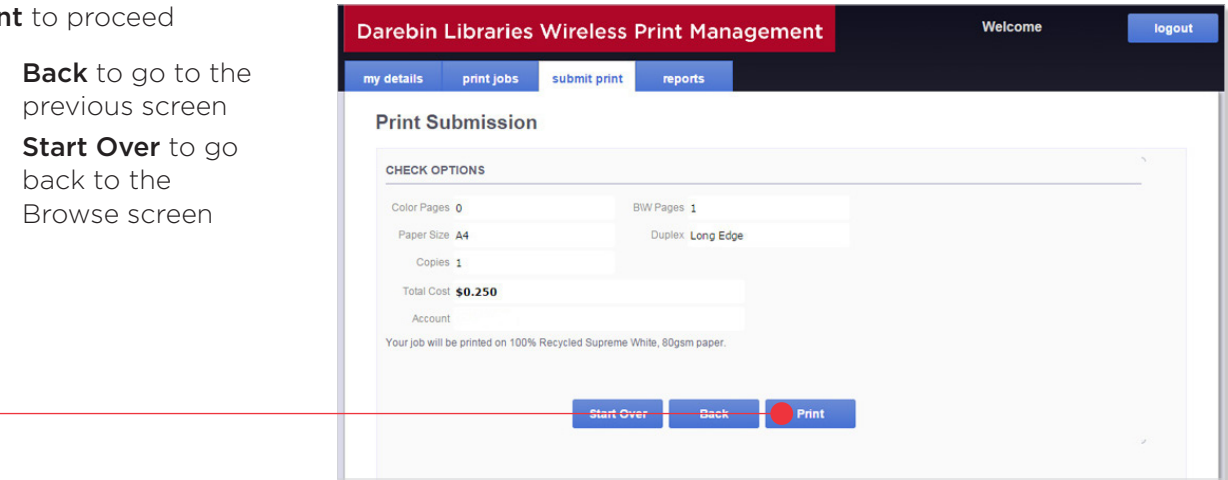 nt to proceed
Back to go to the
previous screen
Start Over to go
back to the
Browse screen
Darebin Libraries Wireless Print Management
Welcome
logout
my details print jobs submit print reports
Print Submission
CHECK OPTIONS
Color Pages 0 BW Pages 1
Paper Size A4 Duplex Long Edge
Copies 1
Total Cost $0.250
Account
Your job will be printed on 100% Recycled Supreme White, 80gsm paper.
Start Over Back Print